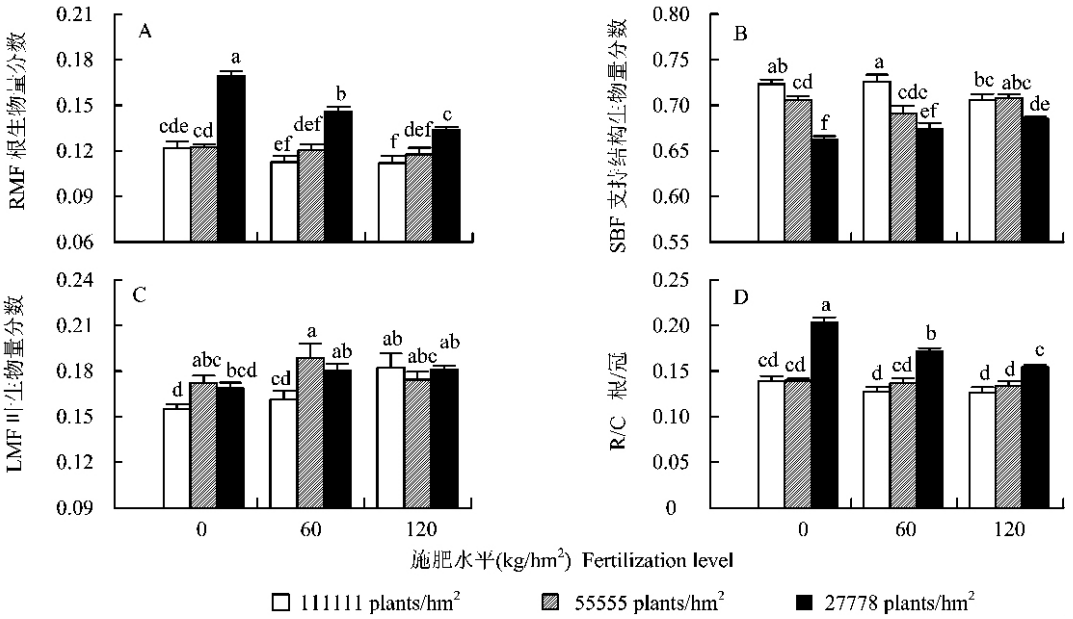 0.21
0.18
0.15
0.12
0.09
0.06
RMF 根生物量分数
A
cde cd a
ef def b
f def c
0.80
0.75
0.70
0.65
0.60
0.55
SBF 支持结构生物量分数
B
ab cd f
a cde ef
bc abc de
0.24
0.21
0.18
0.15
0.12
0.09
LMF 叶生物量分数
C
d abc bcd
cd a ab
ab abc ab
0 60 120
0.25
0.20
0.15
0.10
0.05
0
R/C 根/冠
D
cd cd a
d cd b
d d c
0 60 120
施肥水平(kg/hm²) Fertilization level
111111 plants/hm² 55555 plants/hm² 27778 plants/hm²